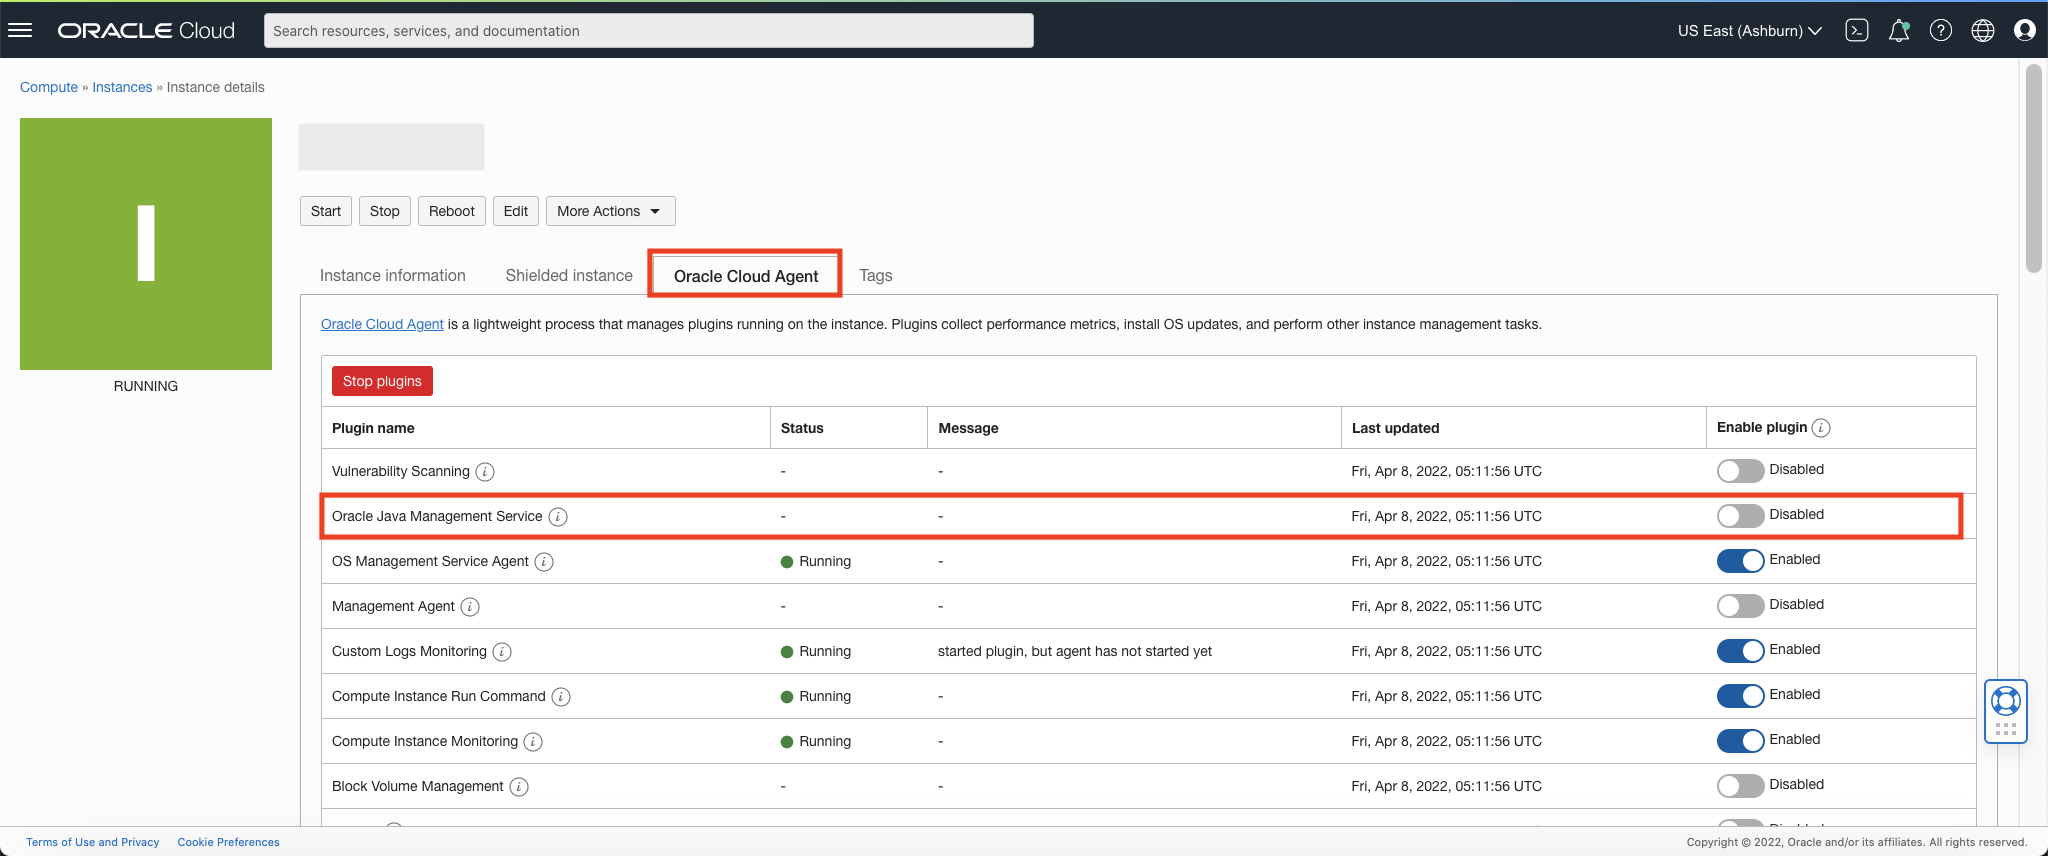 ORACLE Cloud
Search resources, services, and documentation
US East (Ashburn)
Compute » Instances » Instance details
I
RUNNING
Start Stop Reboot Edit More Actions
Instance information Shielded instance Oracle Cloud Agent Tags
Oracle Cloud Agent is a lightweight process that manages plugins running on the instance. Plugins collect performance metrics, install OS updates, and perform other instance management tasks.
Stop plugins
Plugin name Status Message Last updated Enable plugin i
Vulnerability Scanning i - - Fri, Apr 8, 2022, 05:11:56 UTC Disabled
Oracle Java Management Service i - - Fri, Apr 8, 2022, 05:11:56 UTC Disabled
OS Management Service Agent i Running - Fri, Apr 8, 2022, 05:11:56 UTC Enabled
Management Agent i - - Fri, Apr 8, 2022, 05:11:56 UTC Disabled
Custom Logs Monitoring i Running started plugin, but agent has not started yet Fri, Apr 8, 2022, 05:11:56 UTC Enabled
Compute Instance Run Command i Running - Fri, Apr 8, 2022, 05:11:56 UTC Enabled
Compute Instance Monitoring i Running - Fri, Apr 8, 2022, 05:11:56 UTC Enabled
Block Volume Management i - - Fri, Apr 8, 2022, 05:11:56 UTC Disabled
Terms of Use and Privacy Cookie Preferences Copyright © 2022, Oracle and/or its affiliates. All rights reserved.